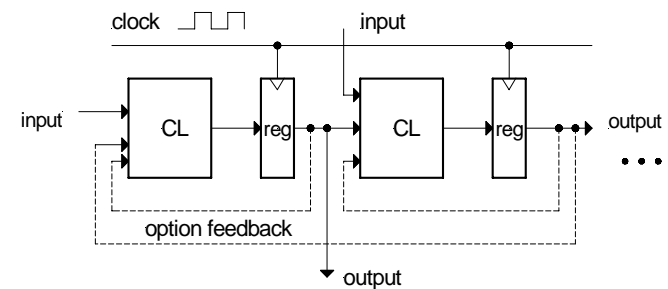 clock
input
input
CL
reg
CL
reg
output
option feedback
output